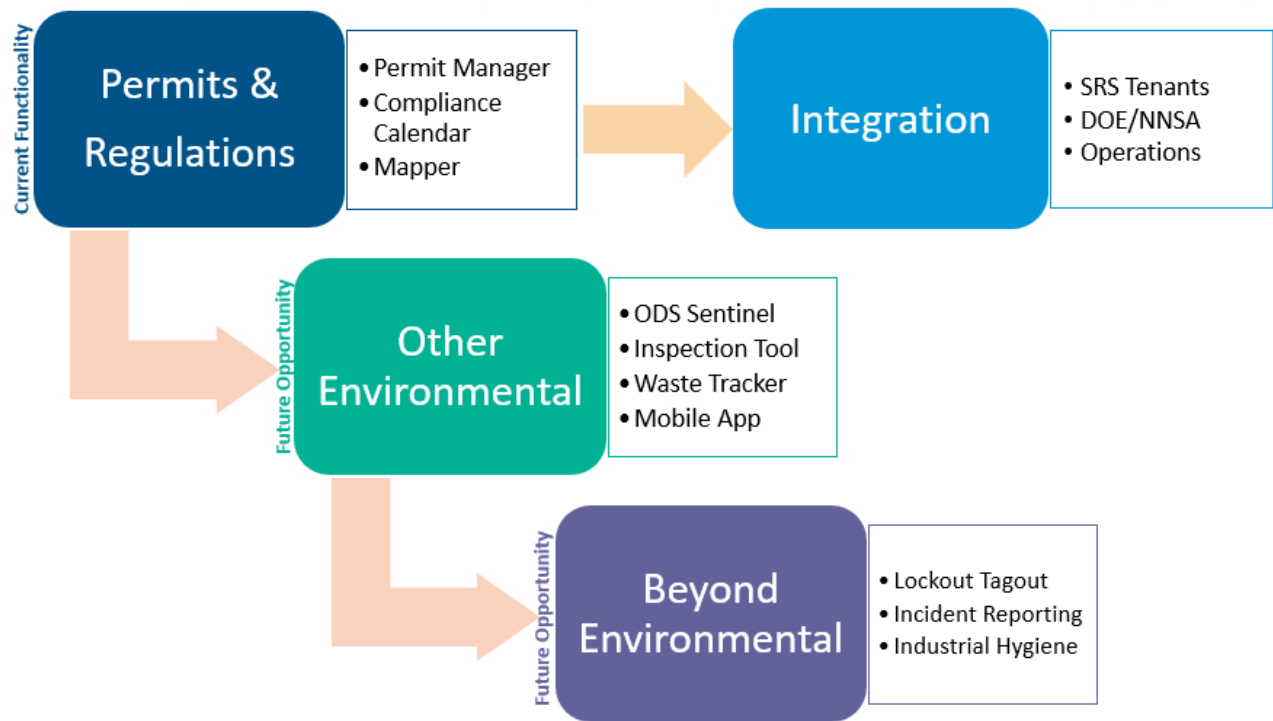 Current Functionality
Permits &
Regulations
• Permit Manager
• Compliance
Calendar
• Mapper
Integration
• SRS Tenants
• DOE/NNSA
• Operations
Future Opportunity
Other
Environmental
• ODS Sentinel
• Inspection Tool
• Waste Tracker
• Mobile App
Future Opportunity
Beyond
Environmental
• Lockout Tagout
• Incident Reporting
• Industrial Hygiene